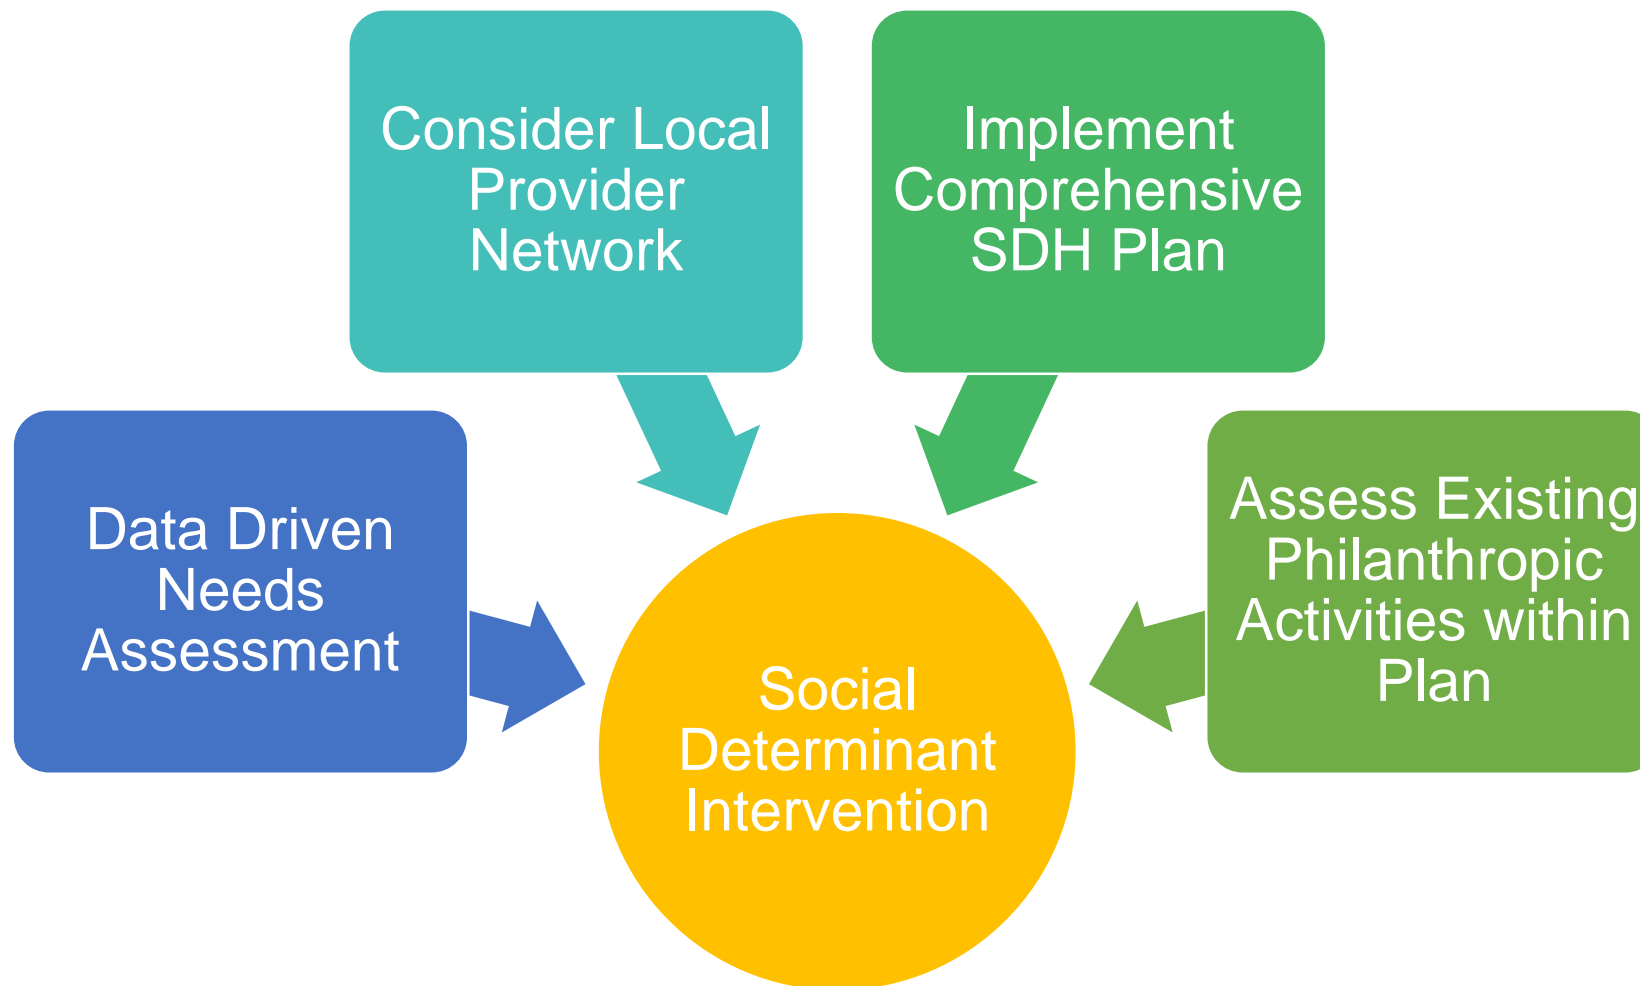 Consider Local
Provider
Network
Implement
Comprehensive
SDH Plan
Data Driven
Needs
Assessment
Assess Existing
Philanthropic
Activities within
Plan
Social
Determinant
Intervention